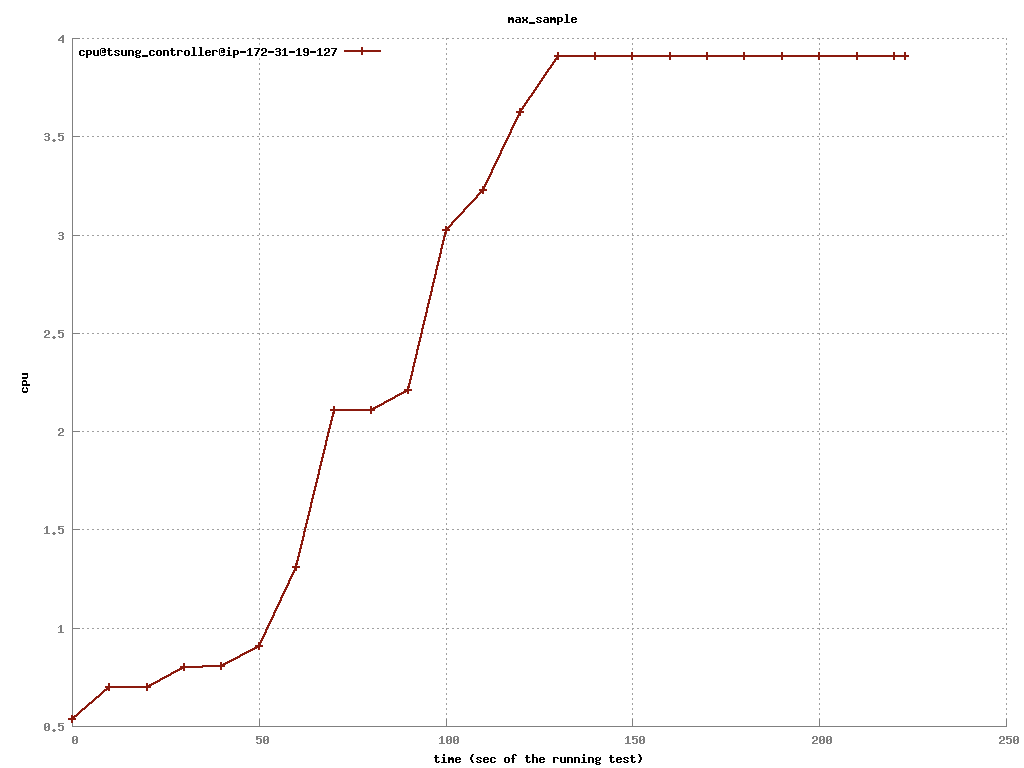 max_sample
cpu@tsung_controller@ip-172-31-19-127
4
3.5
3
2.5
2
1.5
1
0.5
cpu
0 50 100 150 200 250
time (sec of the running test)